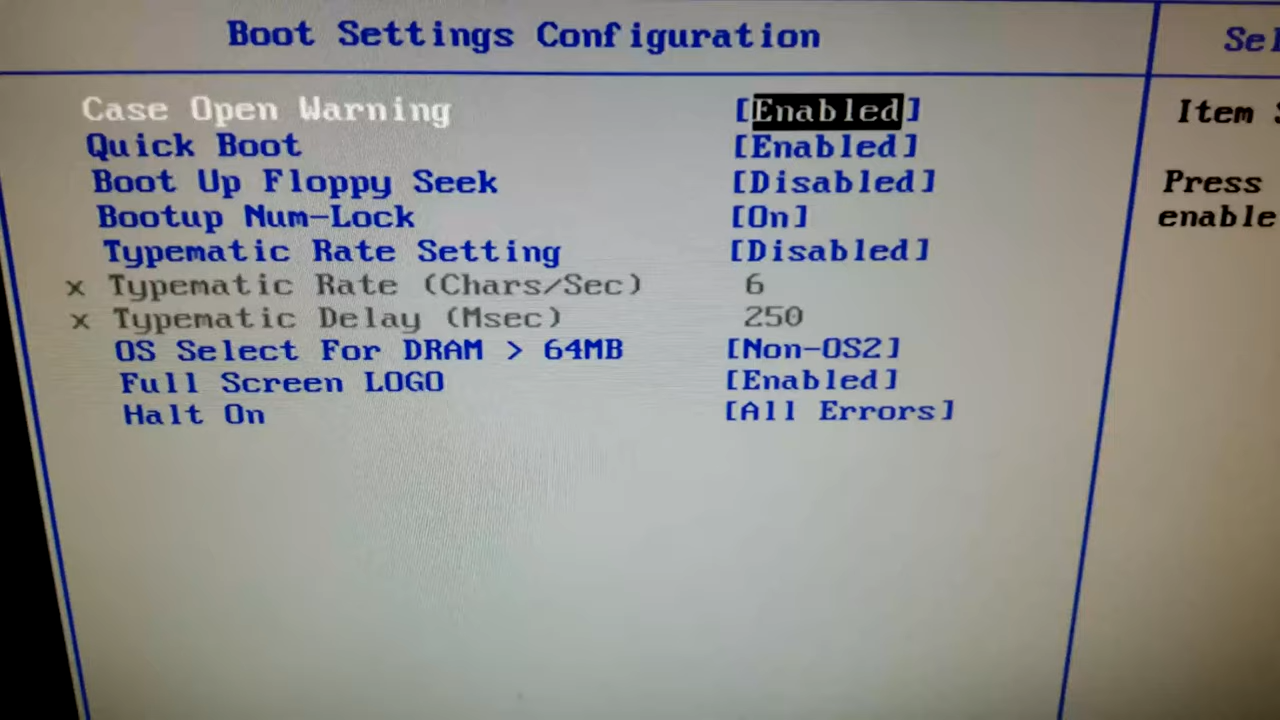 Boot Settings Configuration
Case Open Warning [Enabled]
Quick Boot [Enabled]
Boot Up Floppy Seek [Disabled]
Bootup Num-Lock [On]
Typematic Rate Setting [Disabled]
x Typematic Rate (Chars/Sec) 6
x Typematic Delay (Msec) 250
OS Select For DRAM > 64MB [Non-OS2]
Full Screen LOGO [Enabled]
Halt On [All Errors]
Item
Press
enable